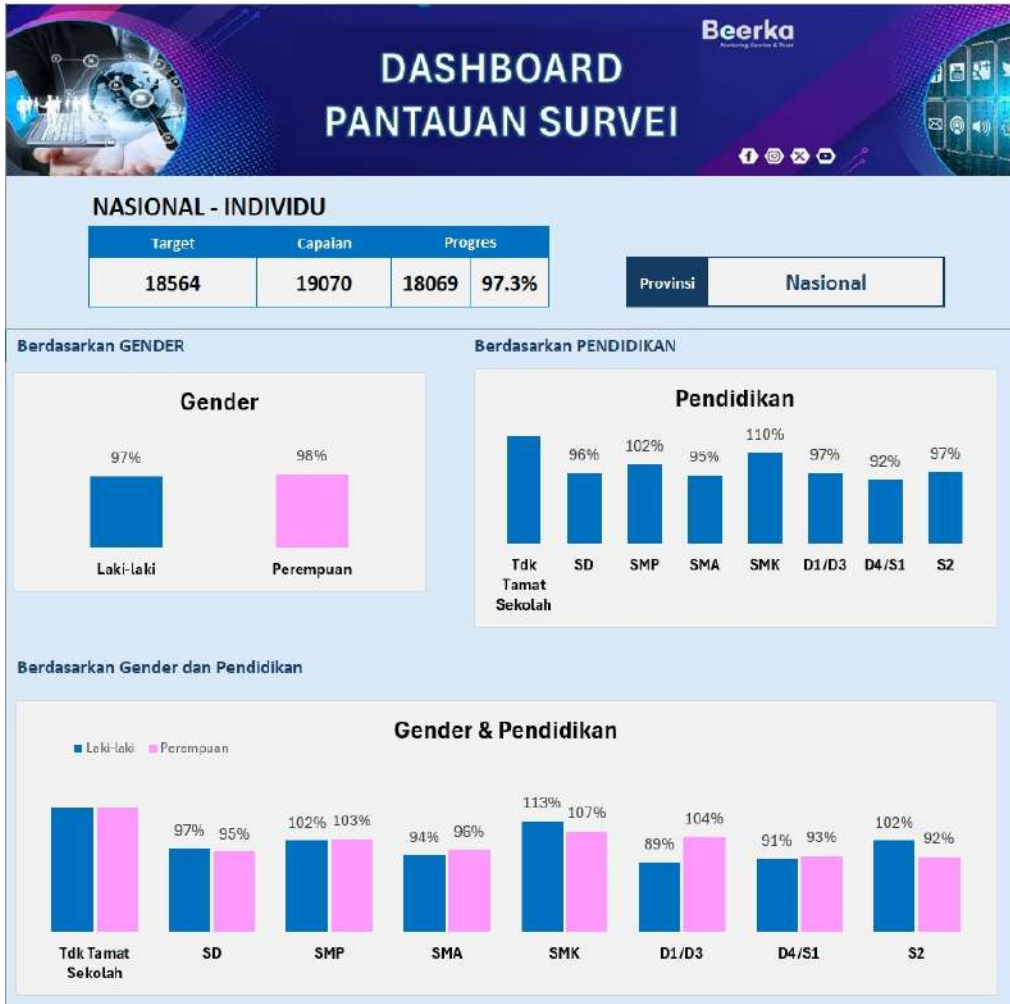 Beerka
Nurturing Service & Trust
DASHBOARD
PANTAUAN SURVEI
NASIONAL - INDIVIDU
Target Capaian Progres
18564 19070 18069 97.3%
Provinsi Nasional
Berdasarkan GENDER
Berdasarkan PENDIDIKAN
Gender
97% 98%
Laki-laki Perempuan
Pendidikan
96% 102% 95% 110% 97% 92% 97%
Tdk Tamat Sekolah SD SMP SMA SMK D1/D3 D4/S1 S2
Berdasarkan Gender dan Pendidikan
Gender & Pendidikan
Laki-laki Perempuan
97% 95% 102% 103% 94% 96% 113% 107% 89% 104% 91% 93% 102% 92%
Tdk Tamat Sekolah SD SMP SMA SMK D1/D3 D4/S1 S2